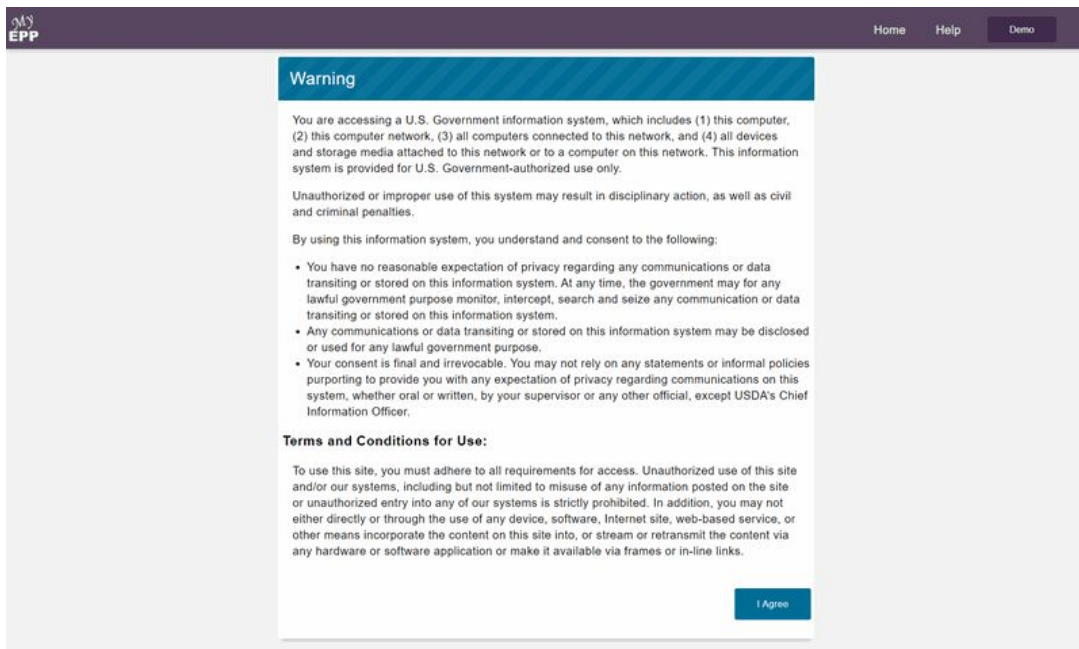 My
EPP
Home Help Demo
Warning
You are accessing a U.S. Government information system, which includes (1) this computer,
(2) this computer network, (3) all computers connected to this network, and (4) all devices
and storage media attached to this network or to a computer on this network. This information
system is provided for U.S. Government-authorized use only.
Unauthorized or improper use of this system may result in disciplinary action, as well as civil
and criminal penalties.
By using this information system, you understand and consent to the following:
• You have no reasonable expectation of privacy regarding any communications or data
transiting or stored on this information system. At any time, the government may for any
lawful government purpose monitor, intercept, search and seize any communication or data
transiting or stored on this information system.
• Any communications or data transiting or stored on this information system may be disclosed
or used for any lawful government purpose.
• Your consent is final and irrevocable. You may not rely on any statements or informal policies
purporting to provide you with any expectation of privacy regarding communications on this
system, whether oral or written, by your supervisor or any other official, except USDA's Chief
Information Officer.
Terms and Conditions for Use:
To use this site, you must adhere to all requirements for access. Unauthorized use of this site
and/or our systems, including but not limited to misuse of any information posted on the site
or unauthorized entry into any of our systems is strictly prohibited. In addition, you may not
either directly or through the use of any device, software, Internet site, web-based service, or
other means incorporate the content on this site into, or stream or retransmit the content via
any hardware or software application or make it available via frames or in-line links.
I Agree